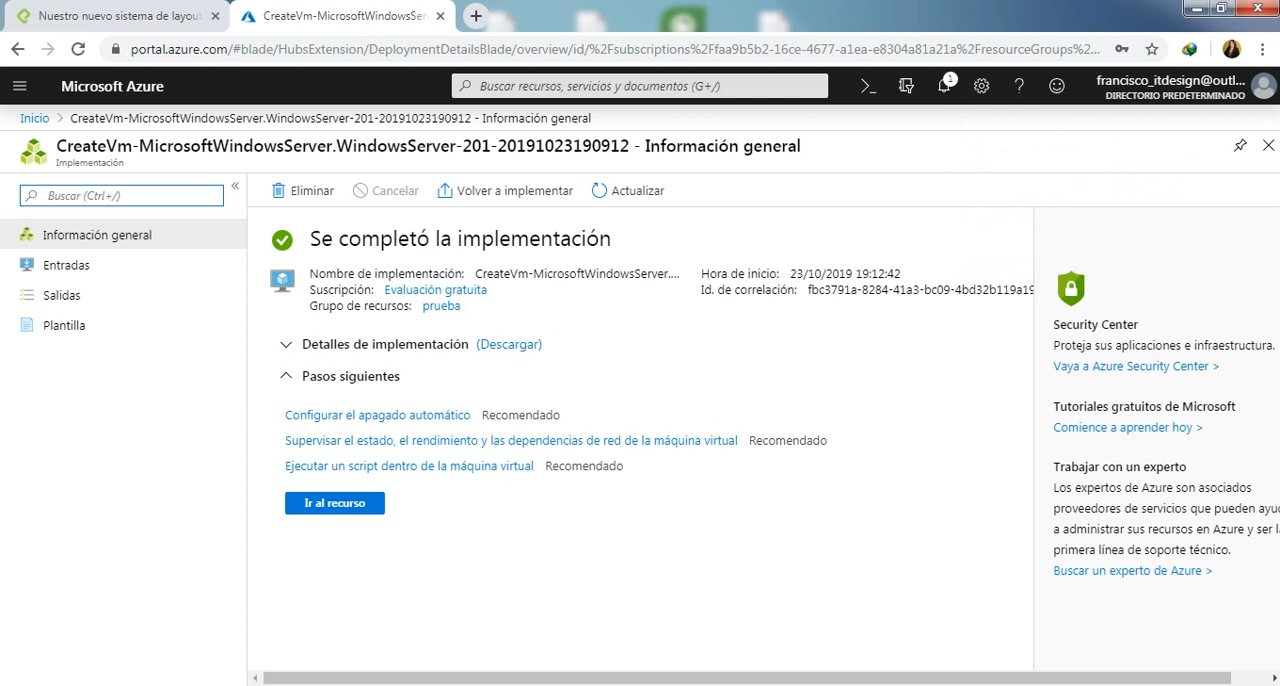 Nuestro nuevo sistema de layout
CreateVm-MicrosoftWindowsSer
portal.azure.com/#blade/HubsExtension/DeploymentDetailsBlade/overview/id/%2Fsubscriptions%2Ffaa9b5b2-16ce-4677-a1ea-e8304a81a21a%2FresourceGroups%2...
Microsoft Azure
Buscar recursos, servicios y documentos (G+/)
1
francisco_itdesign@outl...
DIRECTORIO PREDETERMINADO
Inicio > CreateVm-MicrosoftWindowsServer.WindowsServer-201-20191023190912 - Información general
CreateVm-MicrosoftWindowsServer.WindowsServer-201-20191023190912 - Información general
Implementación
Buscar (Ctrl+/)
Eliminar
Cancelar
Volver a implementar
Actualizar
Información general
Entradas
Salidas
Plantilla
Se completó la implementación
Nombre de implementación: CreateVm-MicrosoftWindowsServer....
Suscripción: Evaluación gratuita
Grupo de recursos: prueba
Hora de inicio: 23/10/2019 19:12:42
Id. de correlación: fbc3791a-8284-41a3-bc09-4bd32b119a19
Detalles de implementación (Descargar)
Pasos siguientes
Configurar el apagado automático Recomendado
Supervisar el estado, el rendimiento y las dependencias de red de la máquina virtual Recomendado
Ejecutar un script dentro de la máquina virtual Recomendado
Ir al recurso
Security Center
Proteja sus aplicaciones e infraestructura.
Vaya a Azure Security Center >
Tutoriales gratuitos de Microsoft
Comience a aprender hoy >
Trabajar con un experto
Los expertos de Azure son asociados
proveedores de servicios que pueden ayu
a administrar sus recursos en Azure y ser l
primera línea de soporte técnico.
Buscar un experto de Azure >